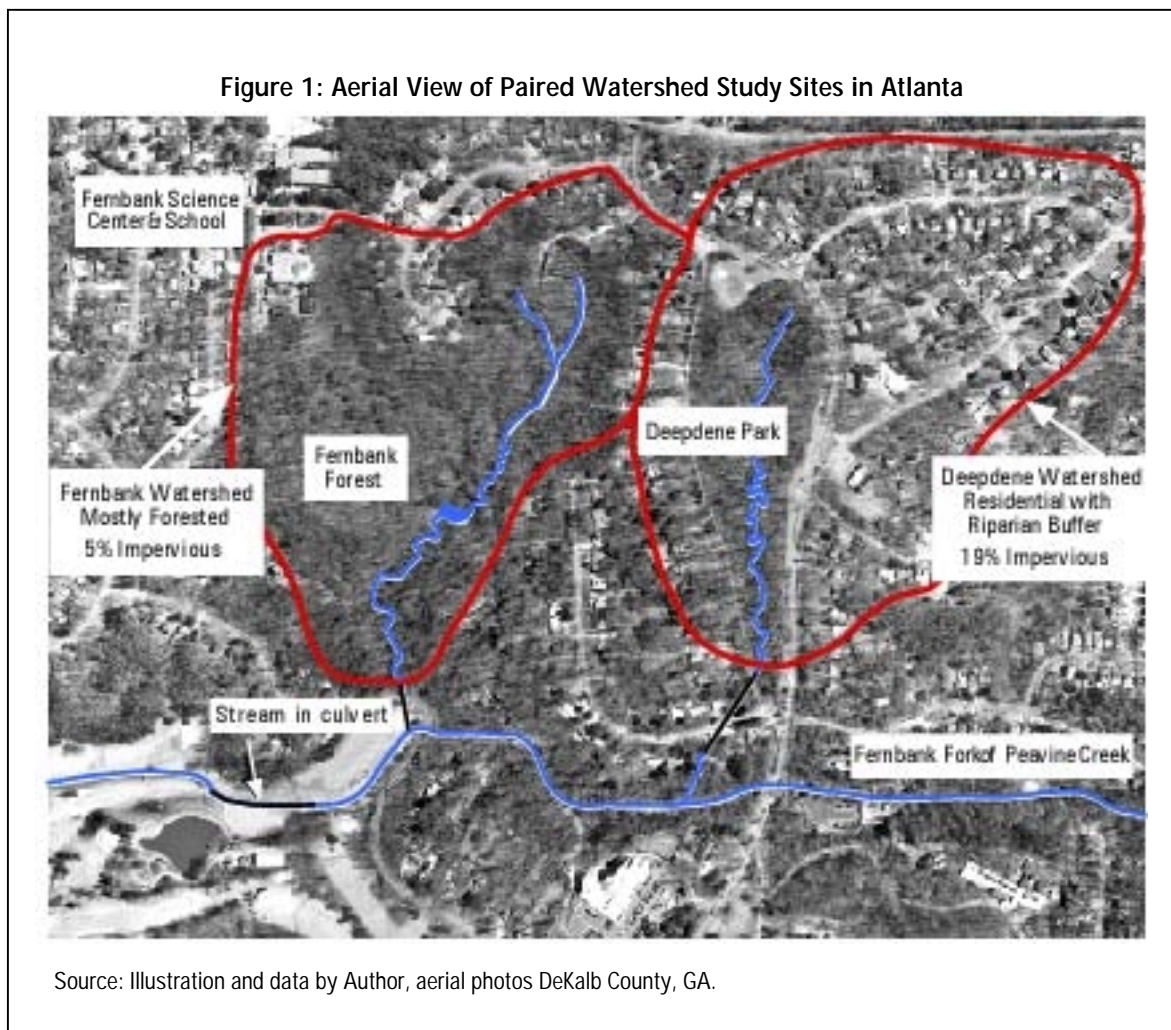 Figure 1: Aerial View of Paired Watershed Study Sites in Atlanta
Fernbank Science
Center & School
Fernbank
Forest
Deepdene Park
Fernbank Watershed
Mostly Forested
5% Impervious
Deepdene Watershed
Residential with
Riparian Buffer
19% Impervious
Stream in culvert
Fernbank Fork of Peavine Creek
Source: Illustration and data by Author, aerial photos DeKalb County, GA.